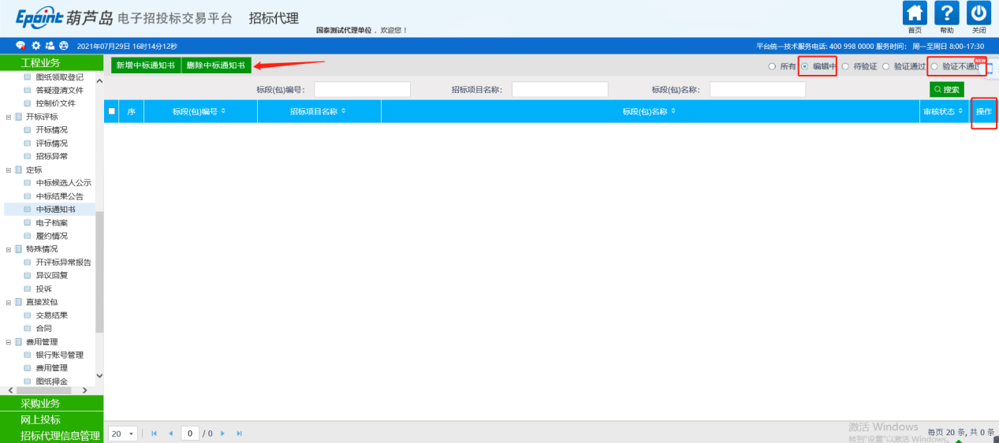 Epoint 葫芦岛 电子招投标交易平台 招标代理
国泰测试代理单位，欢迎您！
首页 帮助 关闭
2021年07月29日 16时14分12秒
平台统一技术服务电话: 400 998 0000 服务时间: 周一至周日 8:00-17:30
工程业务
新增中标通知书 删除中标通知书
所有 编辑中 待验证 验证通过 验证不通过
NEW
标段(包)编号: 招标项目名称: 标段(包)名称: 搜索
序 标段(包)编号 招标项目名称 标段(包)名称 审核状态 操作
图纸领取登记
答疑澄清文件
控制价文件
开标评标
开标情况
评标情况
招标异常
定标
中标候选人公示
中标结果公告
中标通知书
电子档案
履约情况
特殊情况
开评标异常报告
异议回复
投诉
直接发包
交易结果
合同
费用管理
银行账号管理
费用管理
图纸押金
采购业务
网上投标
招标代理信息管理
20 0 / 0
激活 Windows
转到"设置"以激活 Windows。
每页 20 条, 共 0 条